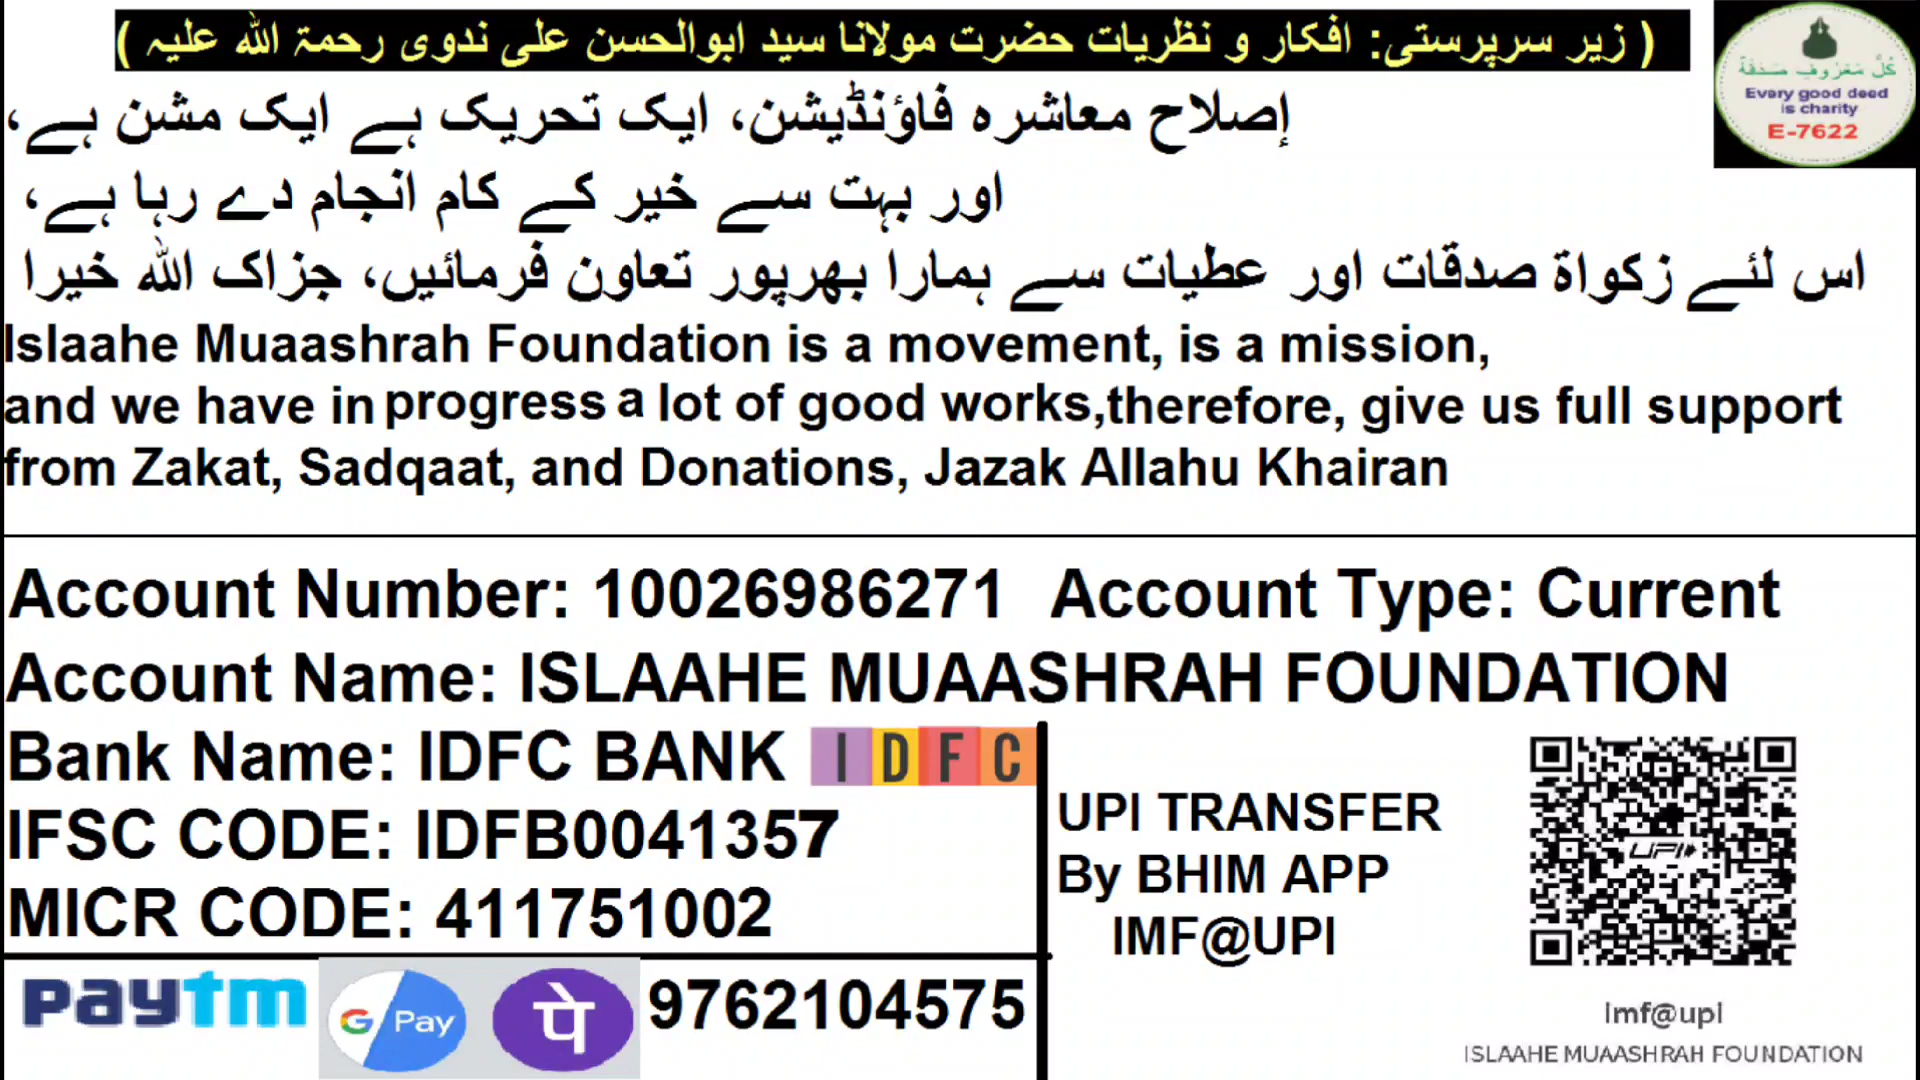 ( زیر سرپرستی: افکار و نظریات حضرت مولانا سید ابوالحسن علی ندوی رحمۃ اللہ علیہ )
كُلُّ مَعْرُوفٍ صَدَقَةٌ
Every good deed
is charity
E-7622
إصلاح معاشرہ فاؤنڈیشن، ایک تحریک ہے ایک مشن ہے،
اور بہت سے خیر کے کام انجام دے رہا ہے،
اس لئے زکواۃ صدقات اور عطیات سے ہمارا بھرپور تعاون فرمائیں، جزاک اللہ خیرا
Islaahe Muaashrah Foundation is a movement, is a mission,
and we have in progress a lot of good works,therefore, give us full support
from Zakat, Sadqaat, and Donations, Jazak Allahu Khairan
Account Number: 10026986271 Account Type: Current
Account Name: ISLAAHE MUAASHRAH FOUNDATION
Bank Name: IDFC BANK IDFC
IFSC CODE: IDFB0041357
MICR CODE: 411751002
UPI TRANSFER
By BHIM APP
IMF@UPI
UPI
imf@upi
ISLAAHE MUAASHRAH FOUNDATION
paytm G Pay पे 9762104575